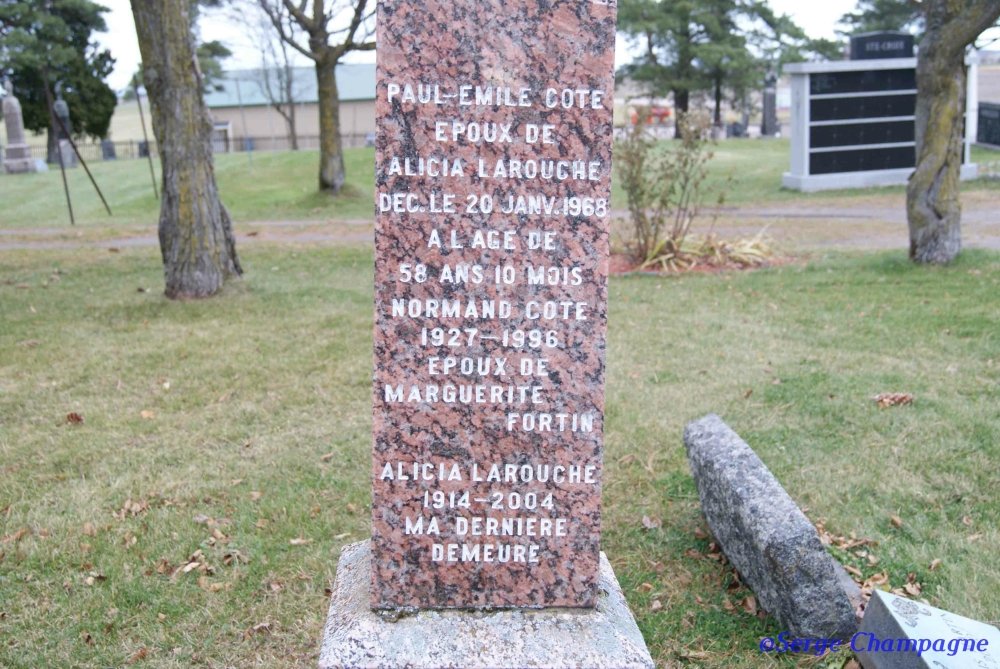 PAUL-EMILE COTE
EPOUX DE
ALICIA LAROUCHE
DEC. LE 20 JANV. 1968
A L AGE DE
58 ANS 10 MOIS
NORMAND COTE
1927-1996
EPOUX DE
MARGUERITE
FORTIN
ALICIA LAROUCHE
1914-2004
MA DERNIERE
DEMEURE
STE-CROIX
©Serge Champagne